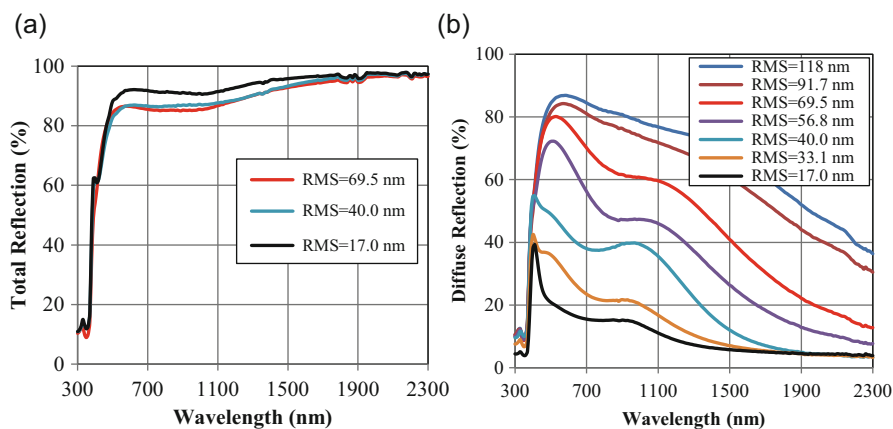 (a)
Total Reflection (%)
100
80
60
40
20
0
300 700 1100 1500 1900 2300
Wavelength (nm)
RMS=69.5 nm
RMS=40.0 nm
RMS=17.0 nm
(b)
Diffuse Reflection (%)
100
80
60
40
20
0
300 700 1100 1500 1900 2300
Wavelength (nm)
RMS=118 nm
RMS=91.7 nm
RMS=69.5 nm
RMS=56.8 nm
RMS=40.0 nm
RMS=33.1 nm
RMS=17.0 nm